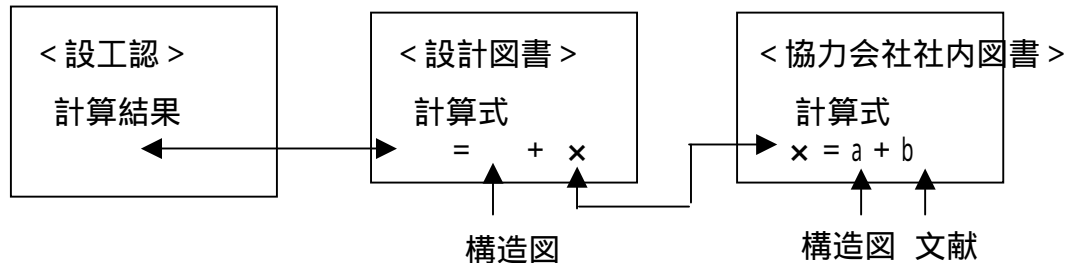 <設工認>
計算結果
<設計図書>
計算式
= + ×
構造図
<協力会社社内図書>
計算式
× = a + b
構造図 文献